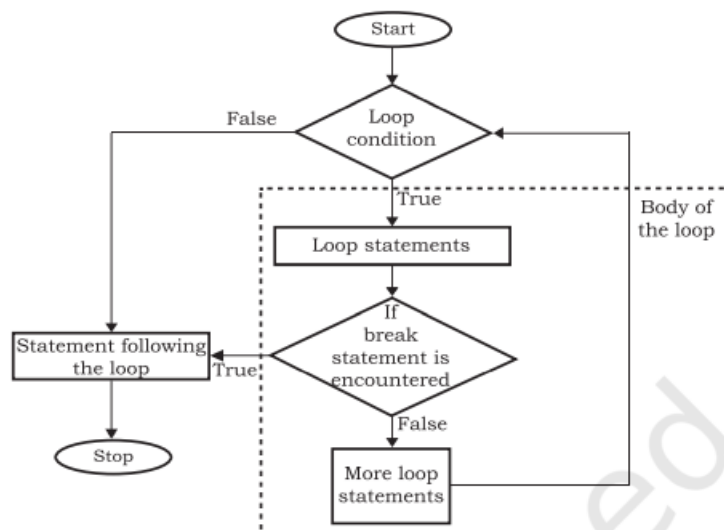 Start
Loop
condition
False
True
Body of
the loop
Loop statements
If
break
statement is
encountered
True
Statement following
the loop
False
Stop
More loop
statements